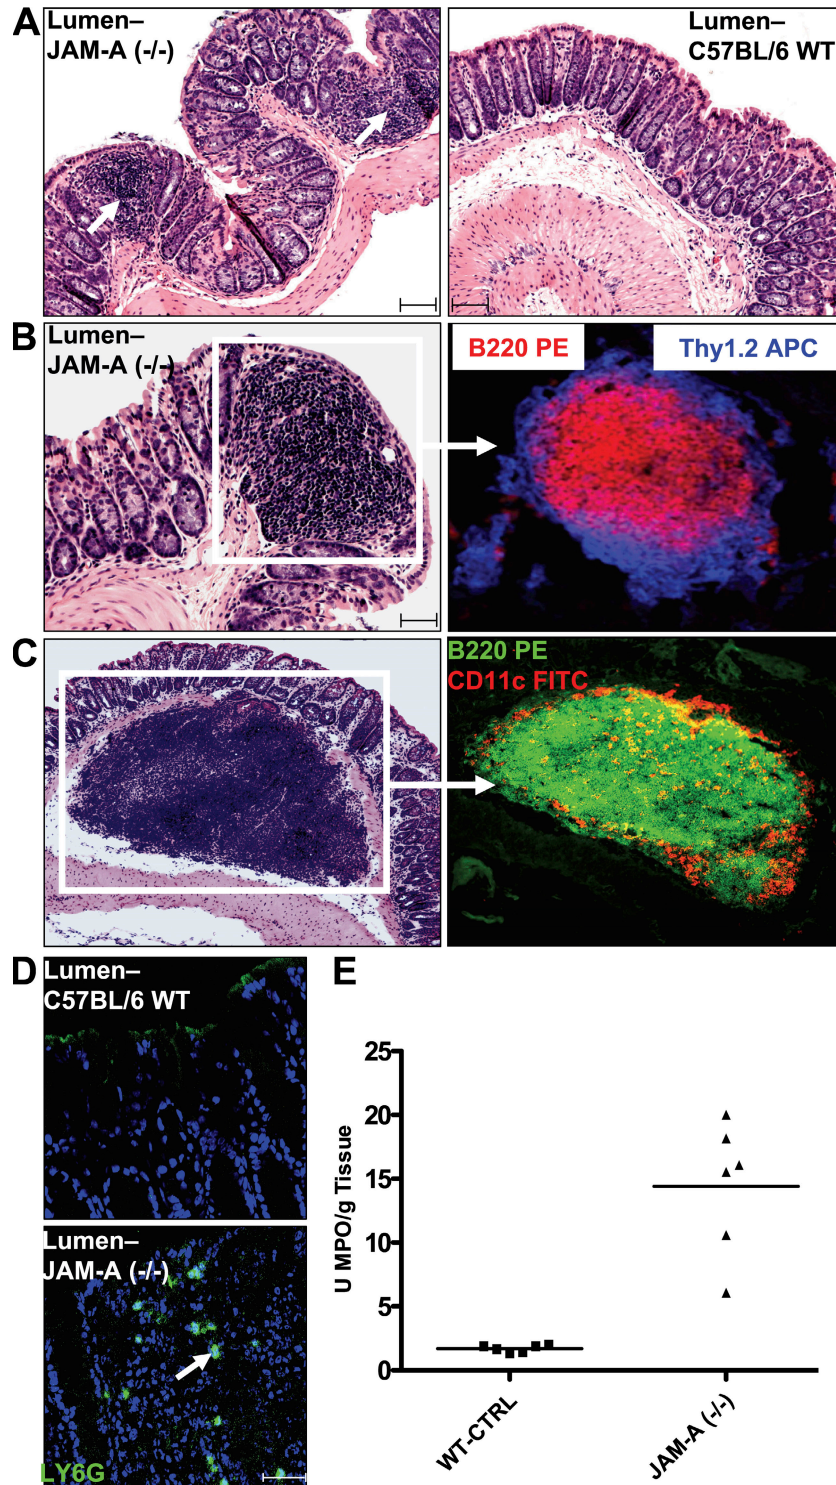 A
Lumen–
JAM-A (-/-)
Lumen–
C57BL/6 WT
B
Lumen–
JAM-A (-/-)
B220 PE
Thy1.2 APC
C
B220 PE
CD11c FITC
D
Lumen–
C57BL/6 WT
Lumen–
JAM-A (-/-)
LY6G
E
25
20
15
10
5
0
U MPO/g Tissue
WT-CTRL
JAM-A (-/-)